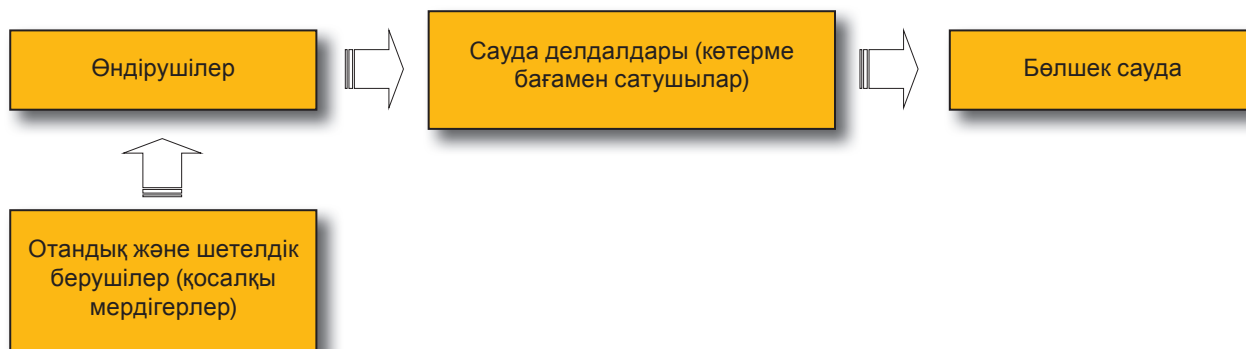 Өндірушілер
Сауда делдалдары (көтерме
бағамен сатушылар)
Бөлшек сауда
Отандық және шетелдік
берушілер (қосалқы
мердігерлер)